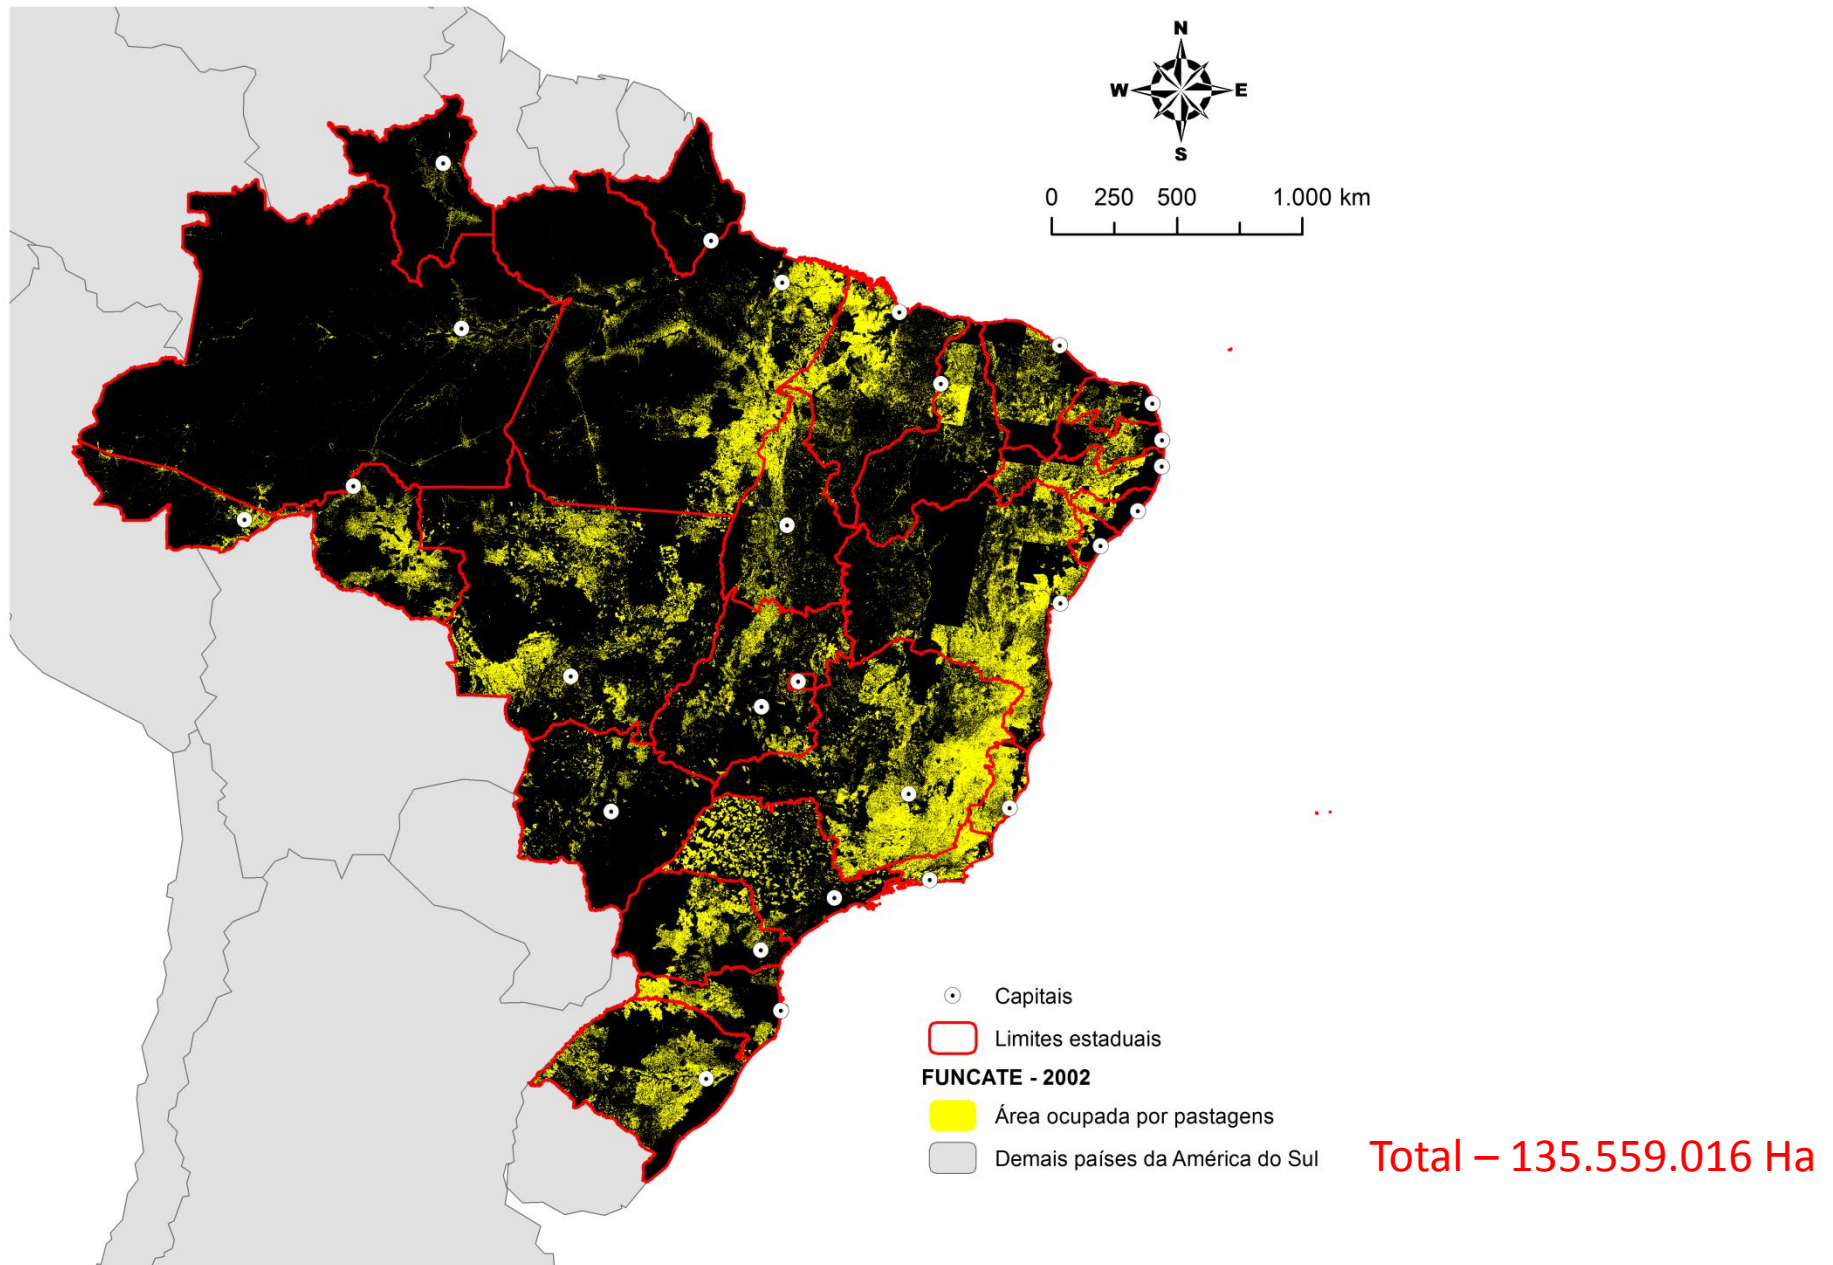 N
W E
S
0 250 500 1.000 km
Capitais
Limites estaduais
FUNCATE - 2002
Área ocupada por pastagens
Demais países da América do Sul
Total – 135.559.016 Ha